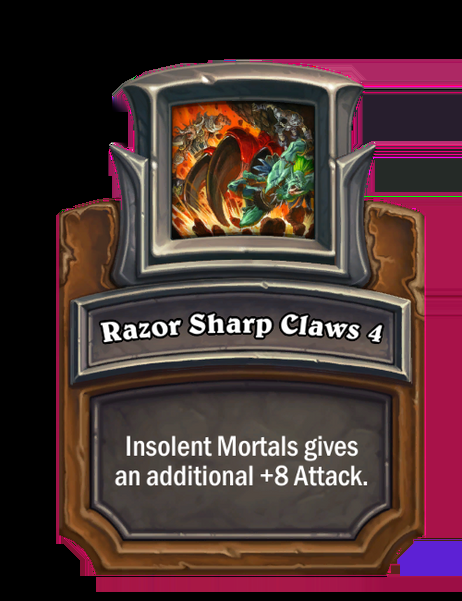 Razor Sharp Claws 4
Insolent Mortals gives
an additional +8 Attack.